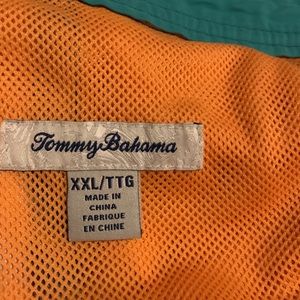 Tommy Bahama
XXL/TTG
MADE IN
CHINA
FABRIQUE
EN CHINE